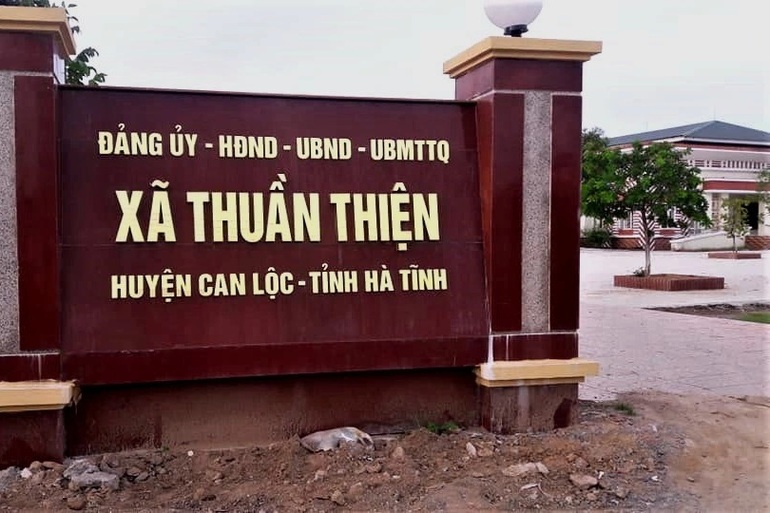 ĐẢNG ỦY - HĐND - UBND - UBMTTQ
XÃ THUẦN THIỆN
HUYỆN CAN LỘC - TỈNH HÀ TĨNH